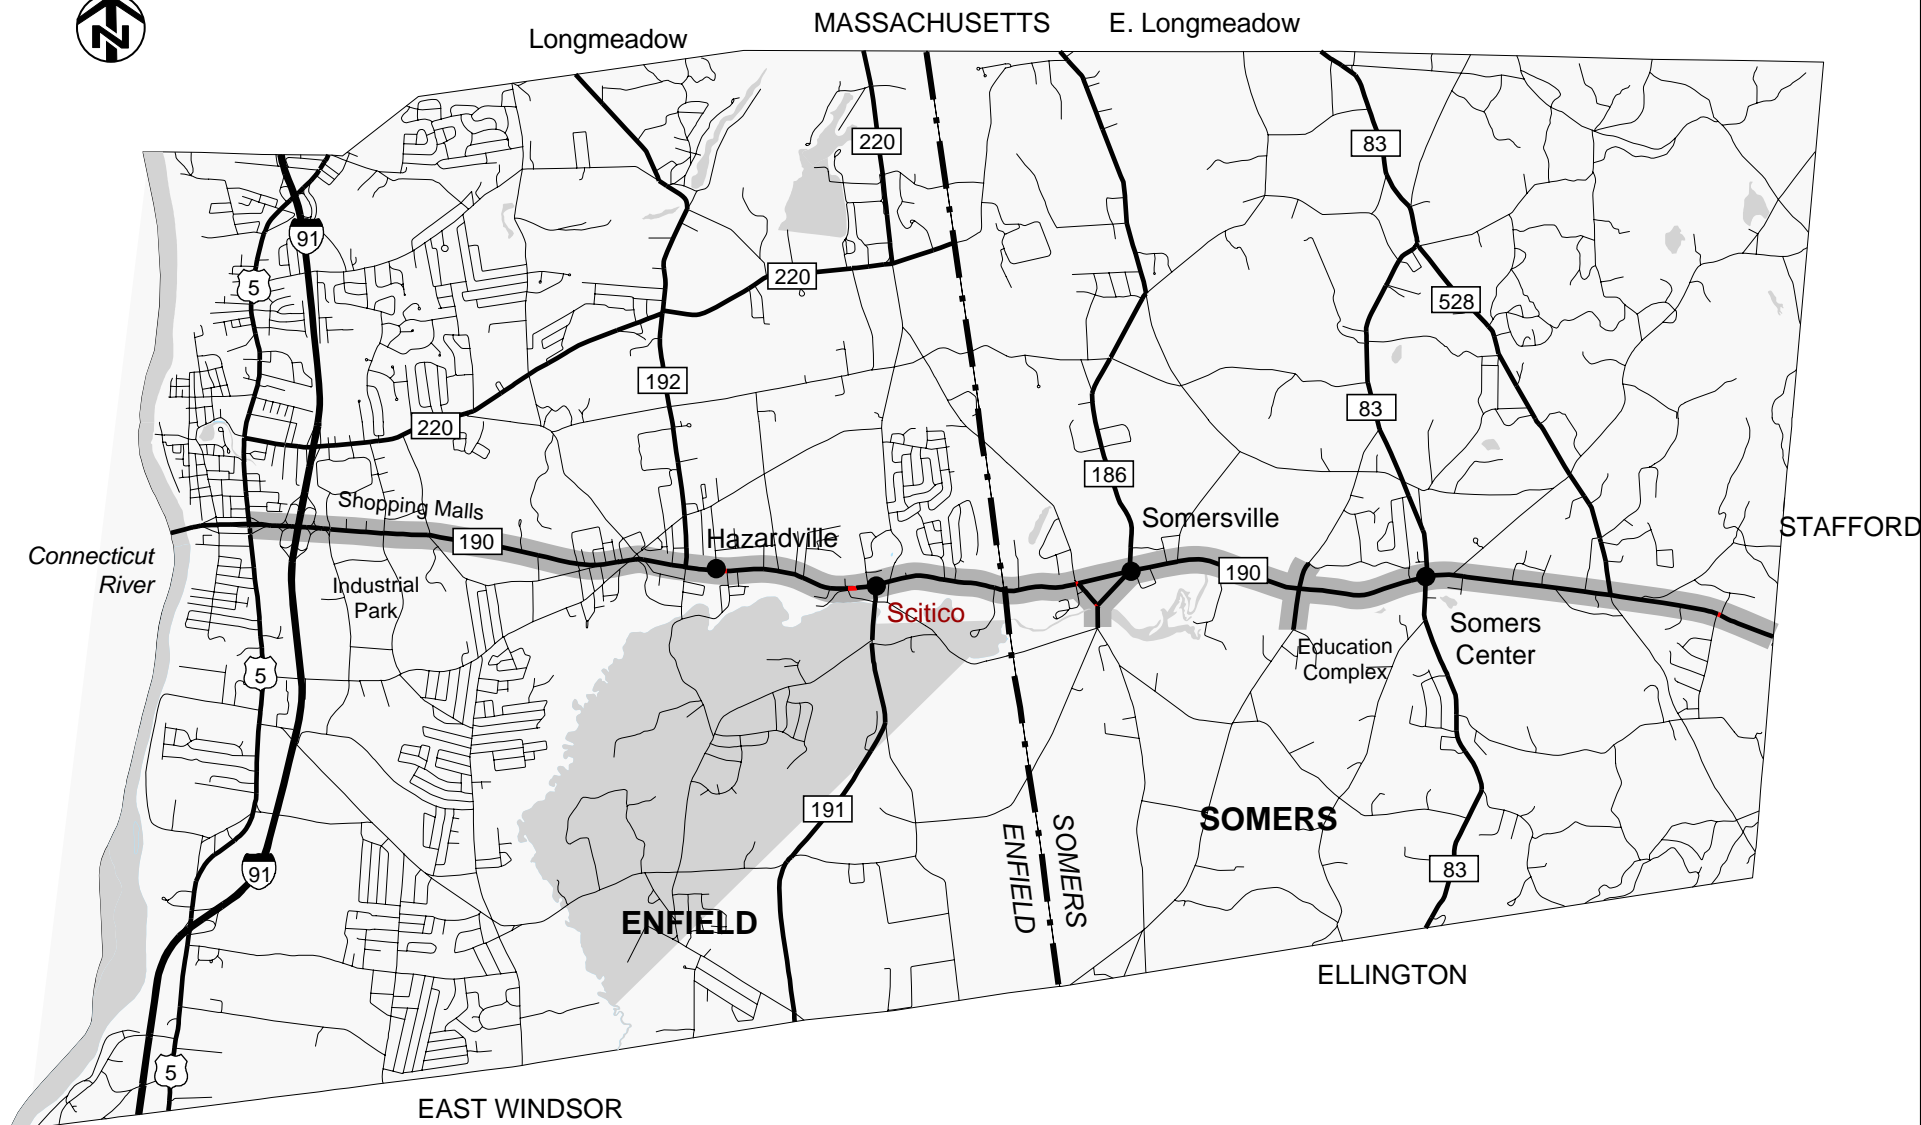 N
MASSACHUSETTS
E. Longmeadow
Longmeadow
220
83
91
5
220
528
192
83
220
186
Shopping Malls
190
Hazardville
Somersville
STAFFORD
Connecticut
River
Industrial
Park
190
Scitico
Somers
Center
Education
Complex
5
191
SOMERS
ENFIELD
SOMERS
91
83
ENFIELD
ELLINGTON
5
EAST WINDSOR